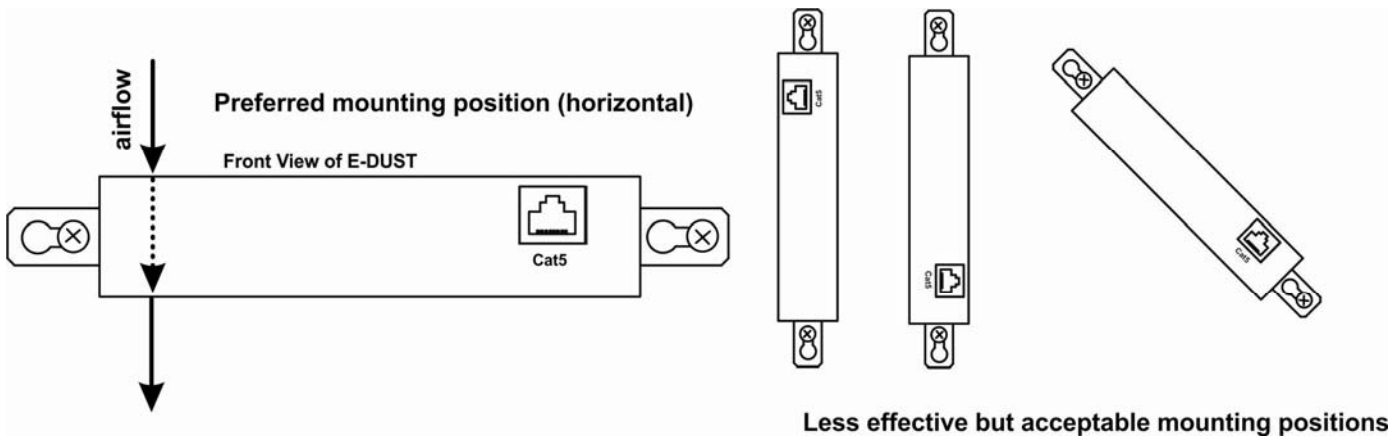 airflow
Preferred mounting position (horizontal)
Front View of E-DUST
Cat5
Cat5
Cat5
Cat5
Less effective but acceptable mounting positions